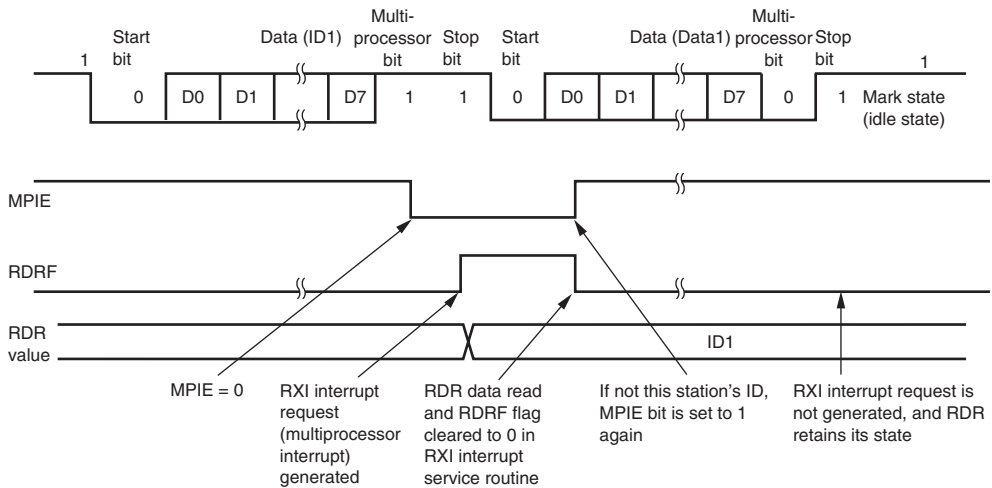 Multi-
processor
bit
Multi-
processor
bit
1
Start
bit
Data (ID1)
Stop
bit
Start
bit
Data (Data1)
Stop
bit
1
0
D0
D1
D7
1
1
0
D0
D1
D7
0
1
Mark state
(idle state)
MPIE
RDRF
RDR
value
ID1
MPIE = 0
RXI interrupt
request
(multiprocessor
interrupt)
generated
RDR data read
and RDRF flag
cleared to 0 in
RXI interrupt
service routine
If not this station's ID,
MPIE bit is set to 1
again
RXI interrupt request is
not generated, and RDR
retains its state